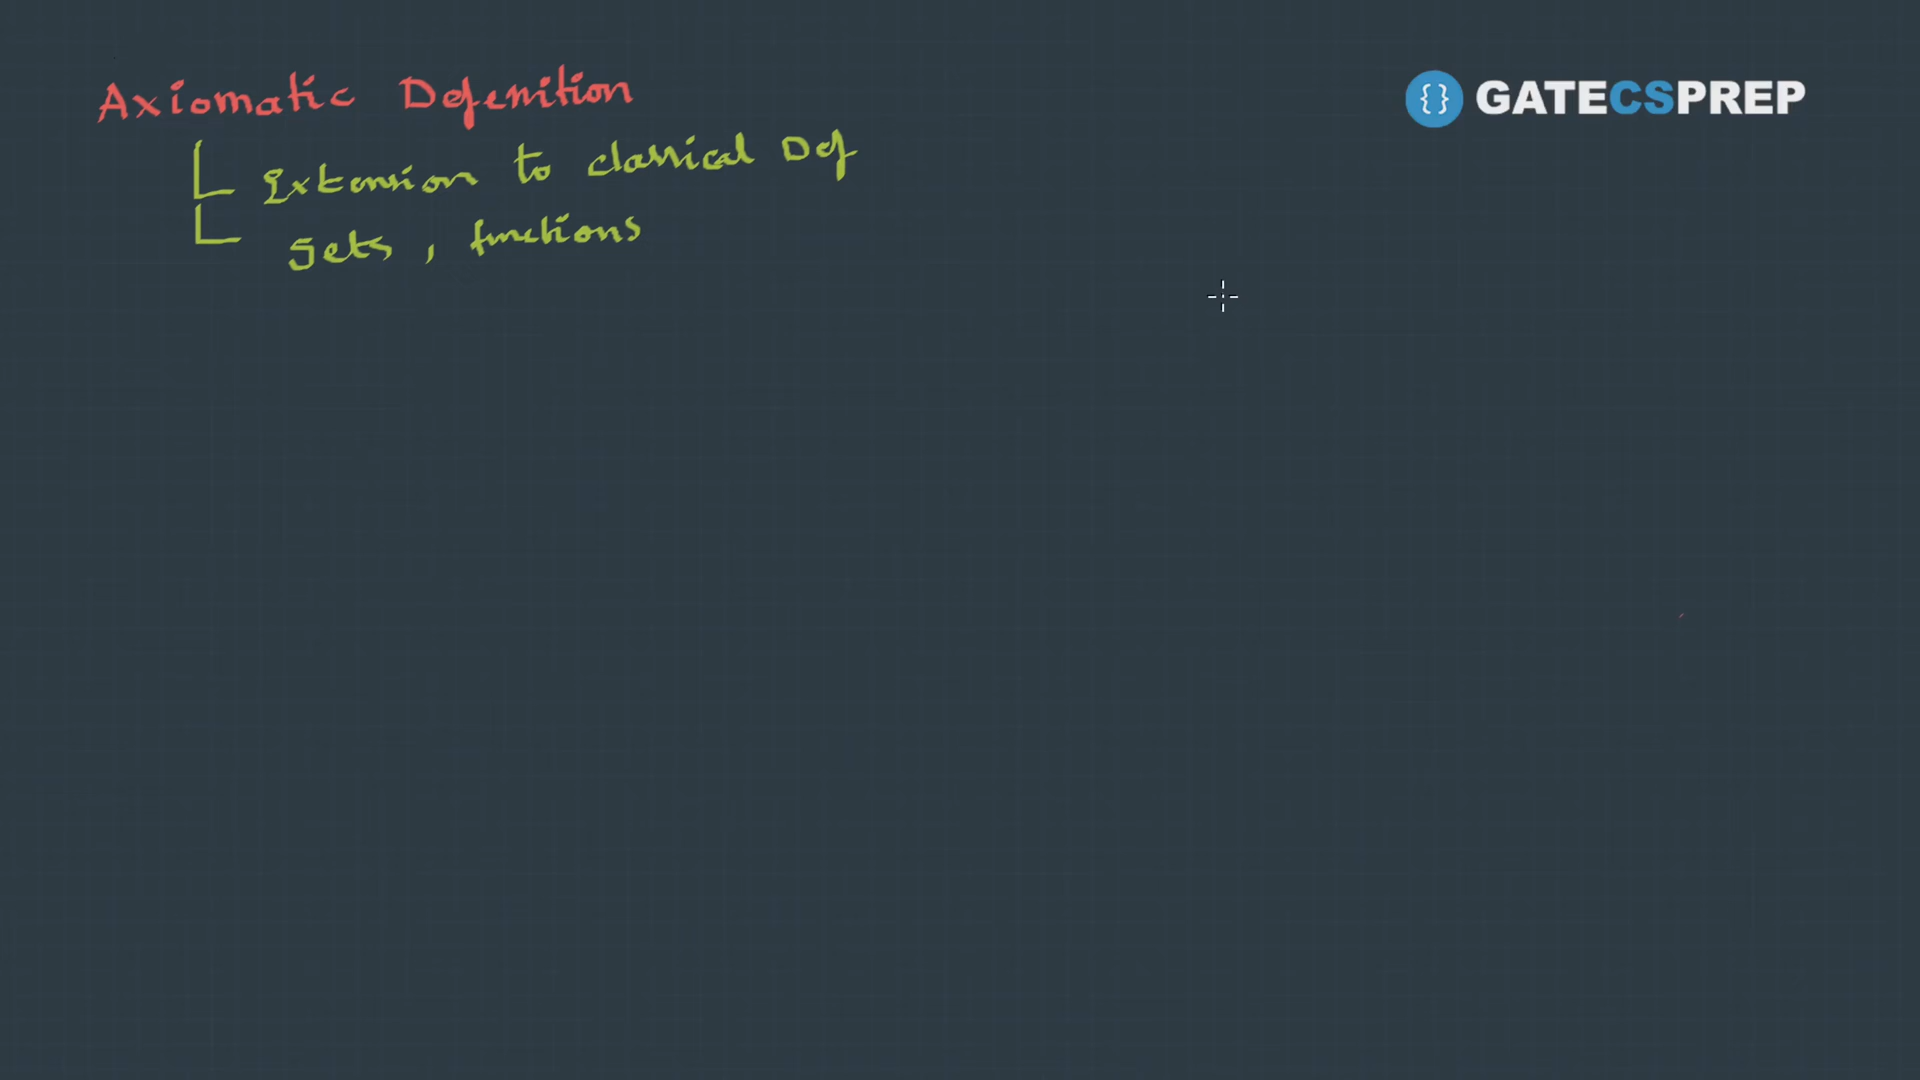 Axiomatic Defenition
{} GATECSPREP
Extension to classical Def
Sets, functions